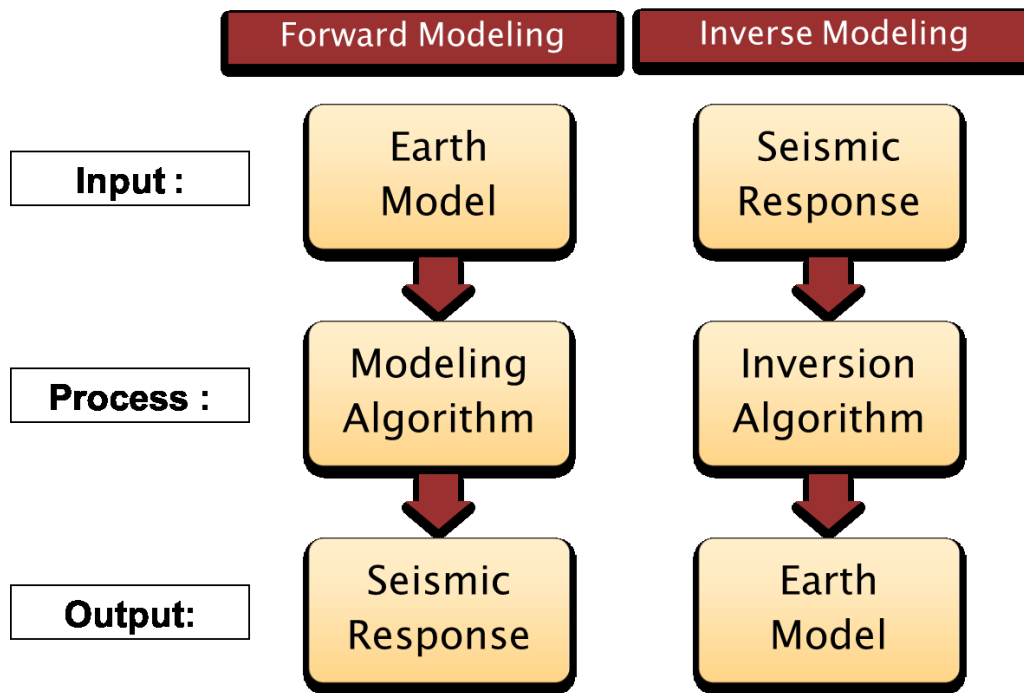 Forward Modeling
Inverse Modeling
Input :
Earth
Model
Seismic
Response
Process :
Modeling
Algorithm
Inversion
Algorithm
Output:
Seismic
Response
Earth
Model